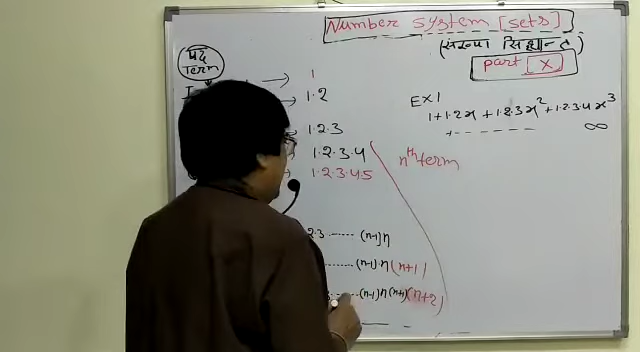 Number system [sets]
(संख्या सिद्धान्त)
part [X]
पद
Term
1
1·2
1·2·3
1·2·3·4
1·2·3·4·5
EX1
1+1·2x+1·2·3x²+1·2·3·4x³
+------ ∞
nth term
2·3 ------ (n-1)n
------ (n-1)·n(n+1)
------(n-1)n(n+1)(n+2)